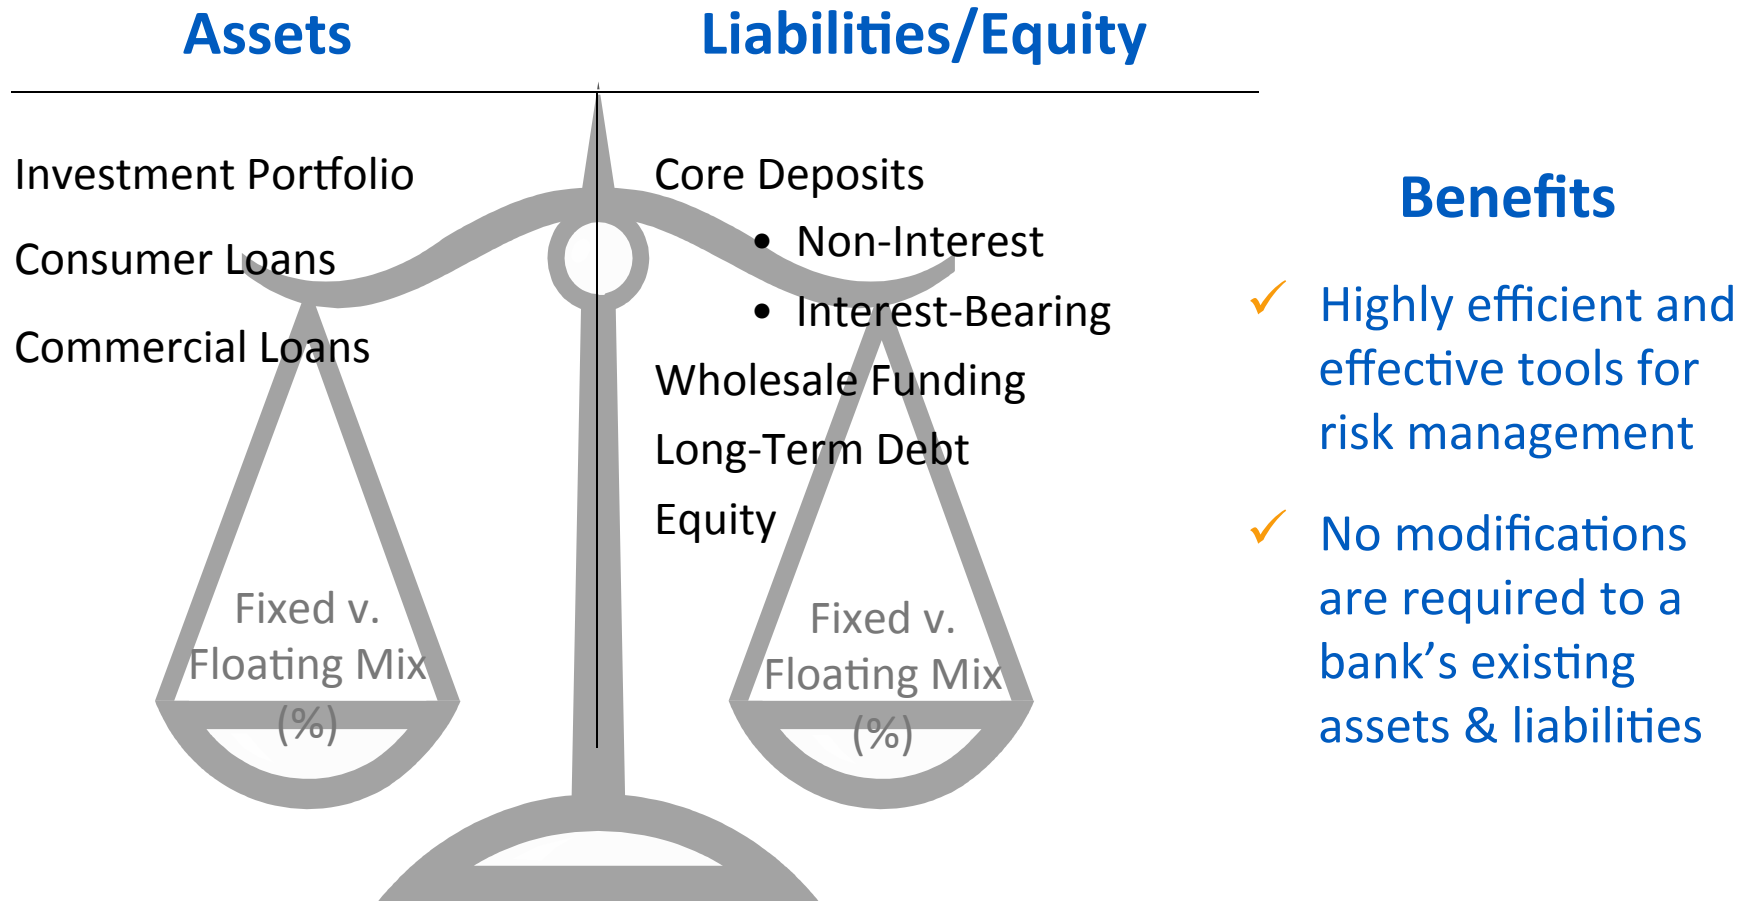 Assets
Liabilities/Equity
Investment Portfolio
Consumer Loans
Commercial Loans
Fixed v.
Floating Mix
(%)
Core Deposits
• Non-Interest
• Interest-Bearing
Wholesale Funding
Long-Term Debt
Equity
Fixed v.
Floating Mix
(%)
Benefits
✓ Highly efficient and
effective tools for
risk management
✓ No modifications
are required to a
bank’s existing
assets & liabilities